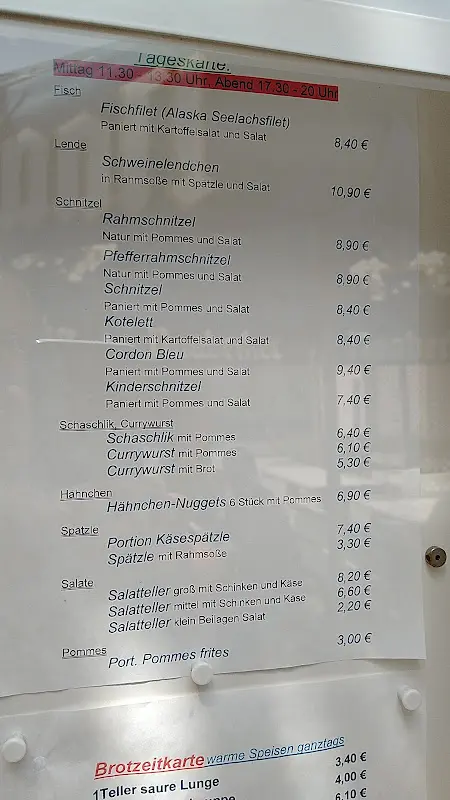 Tageskarte.
Mittag 11.30 - 13.30 Uhr, Abend 17.30 - 20 Uhr
Fisch
Fischfilet (Alaska Seelachsfilet)
Paniert mit Kartoffelsalat und Salat 8,40 €
Lende
Schweinelendchen
in Rahmsoße mit Spätzle und Salat 10,90 €
Schnitzel
Rahmschnitzel
Natur mit Pommes und Salat 8,90 €
Pfefferrahmschnitzel
Natur mit Pommes und Salat 8,90 €
Schnitzel
Paniert mit Pommes und Salat 8,40 €
Kotelett
Paniert mit Kartoffelsalat und Salat 8,40 €
Cordon Bleu
Paniert mit Pommes und Salat 9,40 €
Kinderschnitzel
Paniert mit Pommes und Salat 7,40 €
Schaschlik, Currywurst
Schaschlik mit Pommes 6,40 €
Currywurst mit Pommes 6,10 €
Currywurst mit Brot 5,30 €
Hähnchen
Hähnchen-Nuggets 6 Stück mit Pommes 6,90 €
Spätzle
Portion Käsespätzle 7,40 €
Spätzle mit Rahmsoße 3,30 €
Salate
Salatteller groß mit Schinken und Käse 8,20 €
Salatteller mittel mit Schinken und Käse 6,60 €
Salatteller klein Beilagen Salat 2,20 €
Pommes
Port. Pommes frites 3,00 €
Brotzeitkarte warme Speisen ganztags
1Teller saure Lunge 3,40 €
4,00 €
6,10 €